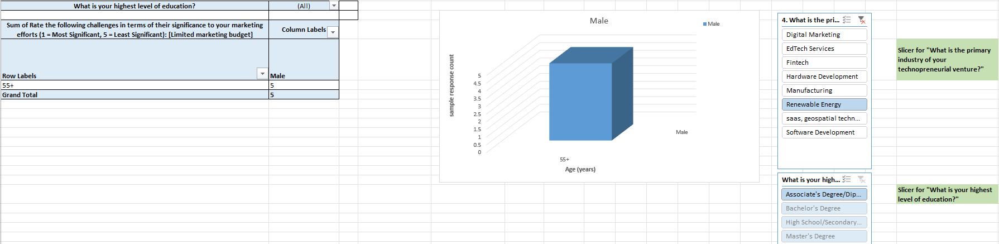 What is your highest level of education?
(All)
Sum of Rate the following challenges in terms of their significance to your marketing
efforts (1 = Most Significant, 5 = Least Significant): [Limited marketing budget]
Column Labels
Row Labels
Male
55+
5
Grand Total
5
Male
Male
sample response count
5
4.5
4
3.5
3
2.5
2
1.5
1
0.5
0
Male
55+
Age (years)
4. What is the pri...
Digital Marketing
EdTech Services
Fintech
Hardware Development
Manufacturing
Renewable Energy
saas, geospatial techn...
Software Development
Slicer for "What is the primary
industry of your
technopreneurial venture?"
What is your high...
Associate's Degree/Dip...
Bachelor's Degree
High School/Secondary...
Master's Degree
Slicer for "What is your highest
level of education?"